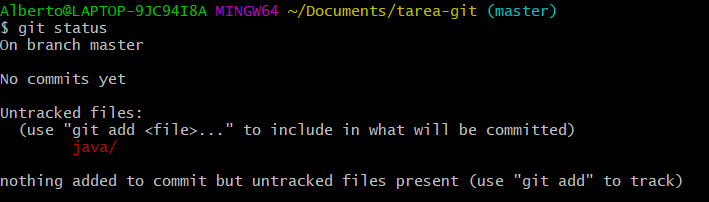 Alberto@LAPTOP-9JC94I8A MINGW64 ~/Documents/tarea-git (master)
$ git status
On branch master
No commits yet
Untracked files:
(use "git add <file>..." to include in what will be committed)
java/
nothing added to commit but untracked files present (use "git add" to track)